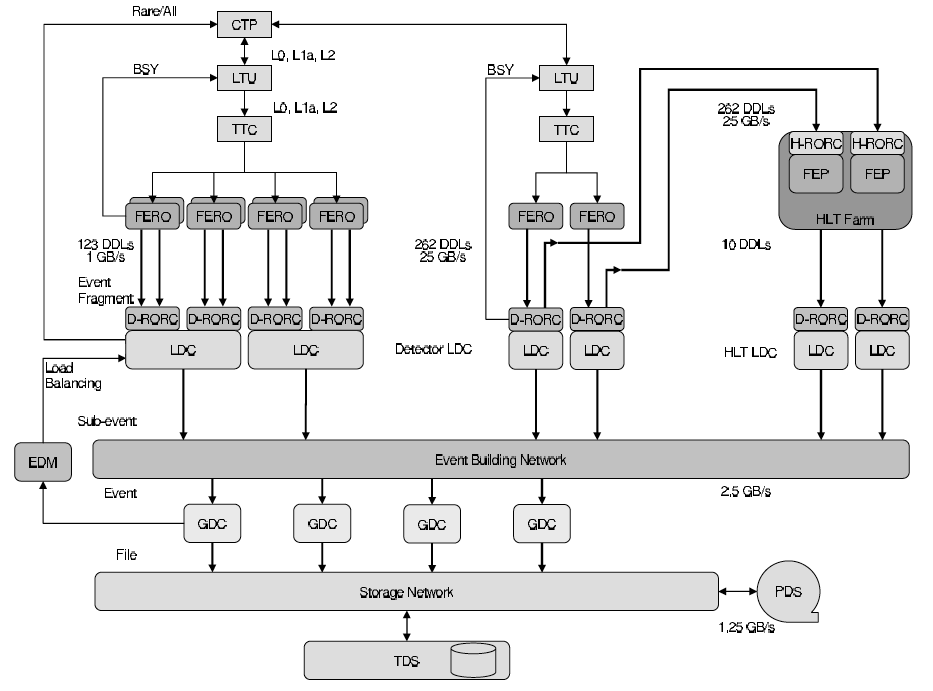 Rare/All
CTP
L0, L1a, L2
BSY
LTU
BSY
LTU
L0, L1a, L2
TTC
TTC
262 DDLs
25 GB/s
H-RORC
H-RORC
FEP
FEP
HLT Farm
FERO
FERO
FERO
FERO
FERO
FERO
123 DDLs
1 GB/s
262 DDLs
25 GB/s
10 DDLs
Event
Fragment
D-RORC
D-RORC
D-RORC
D-RORC
D-RORC
D-RORC
D-RORC
D-RORC
LDC
LDC
Detector LDC
LDC
LDC
HLT LDC
LDC
LDC
Load
Balancing
Sub-event
EDM
Event Building Network
Event
2.5 GB/s
GDC
GDC
GDC
GDC
File
Storage Network
PDS
1,25 GB/s
TDS